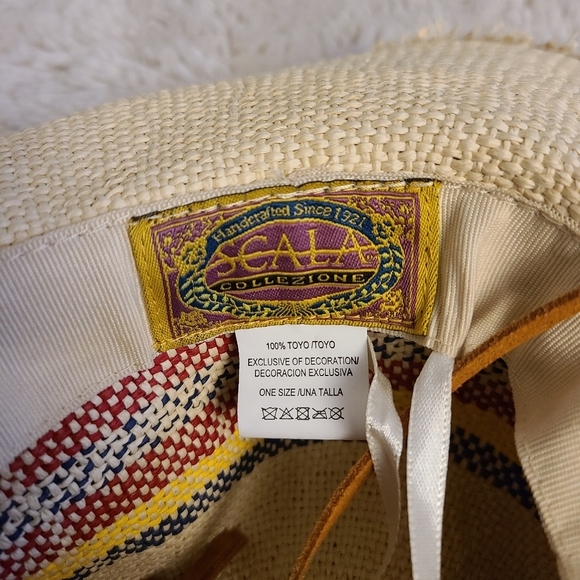 Handcrafted Since 1921
SCALA
COLLEZIONE
100% TOYO /TOYO
EXCLUSIVE OF DECORATION/
DECORACION EXCLUSIVA
ONE SIZE /UNA TALLA